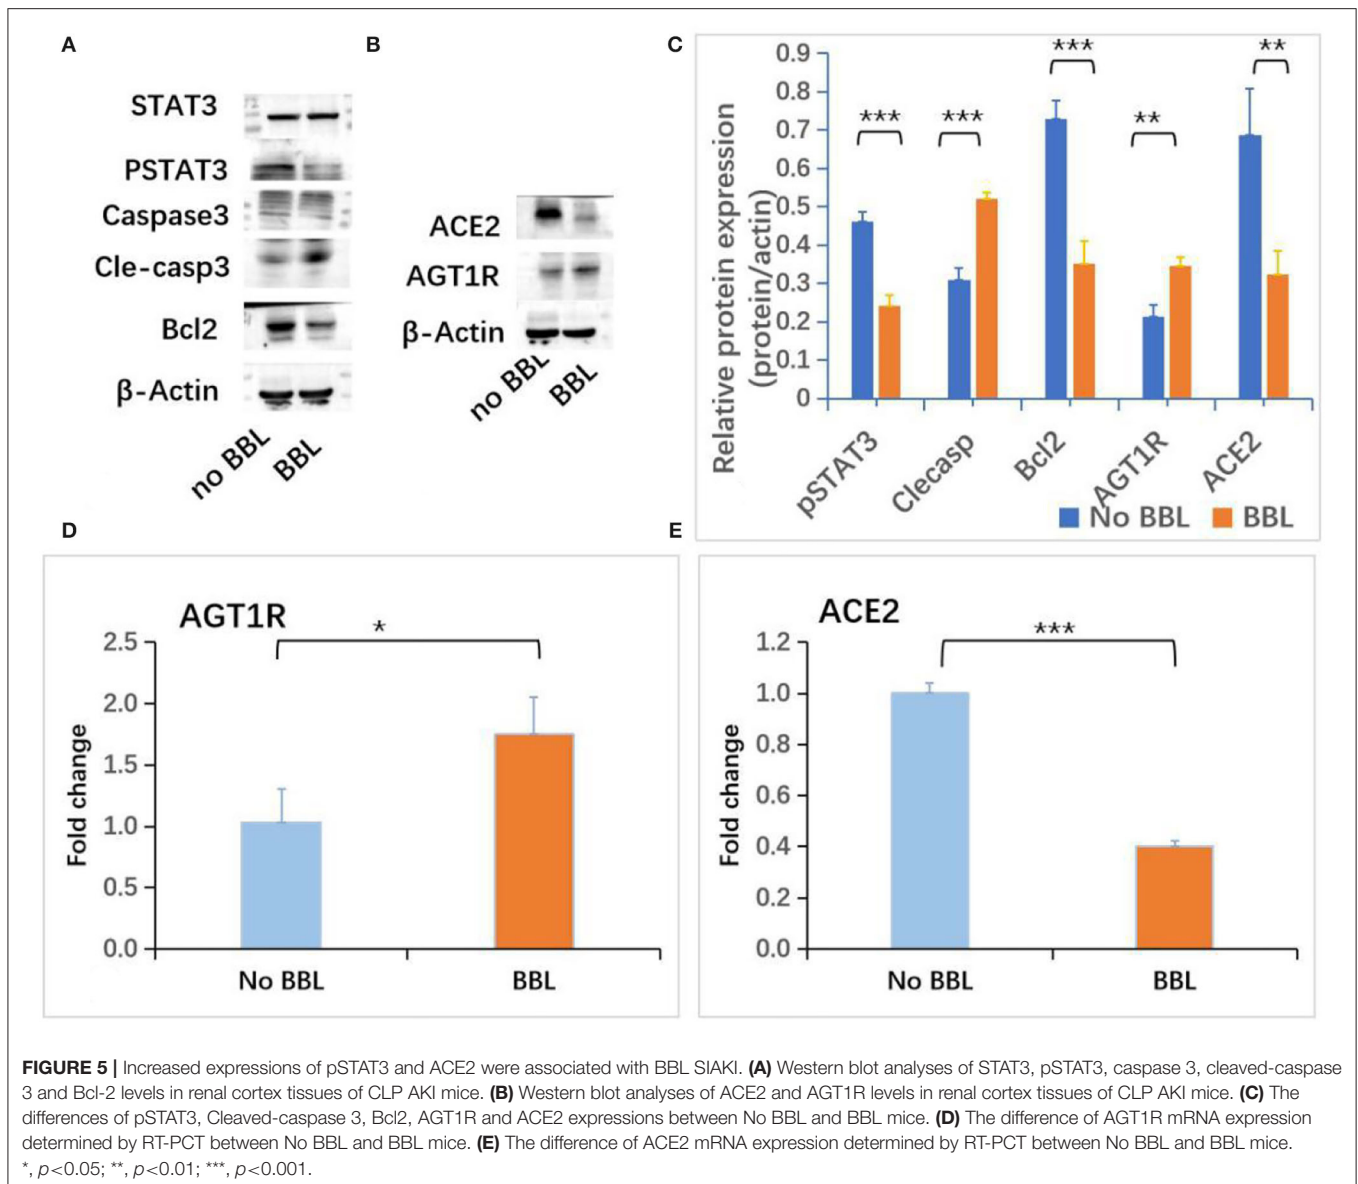 A
STAT3
PSTAT3
Caspase3
Cle-casp3
Bcl2
β-Actin
no BBL
BBL
B
ACE2
AGT1R
β-Actin
no BBL
BBL
C
Relative protein expression
(protein/actin)
0.9
0.8
0.7
0.6
0.5
0.4
0.3
0.2
0.1
0
***
***
***
**
**
pSTAT3
Clecasp
Bcl2
AGT1R
ACE2
No BBL
BBL
D
AGT1R
*
Fold change
2.5
2.0
1.5
1.0
0.5
0.0
No BBL
BBL
E
ACE2
***
Fold change
1.2
1.0
0.8
0.6
0.4
0.2
0.0
No BBL
BBL
FIGURE 5 | Increased expressions of pSTAT3 and ACE2 were associated with BBL SIAKI. (A) Western blot analyses of STAT3, pSTAT3, caspase 3, cleaved-caspase
3 and Bcl-2 levels in renal cortex tissues of CLP AKI mice. (B) Western blot analyses of ACE2 and AGT1R levels in renal cortex tissues of CLP AKI mice. (C) The
differences of pSTAT3, Cleaved-caspase 3, Bcl2, AGT1R and ACE2 expressions between No BBL and BBL mice. (D) The difference of AGT1R mRNA expression
determined by RT-PCT between No BBL and BBL mice. (E) The difference of ACE2 mRNA expression determined by RT-PCT between No BBL and BBL mice.
*, p<0.05; **, p<0.01; ***, p<0.001.